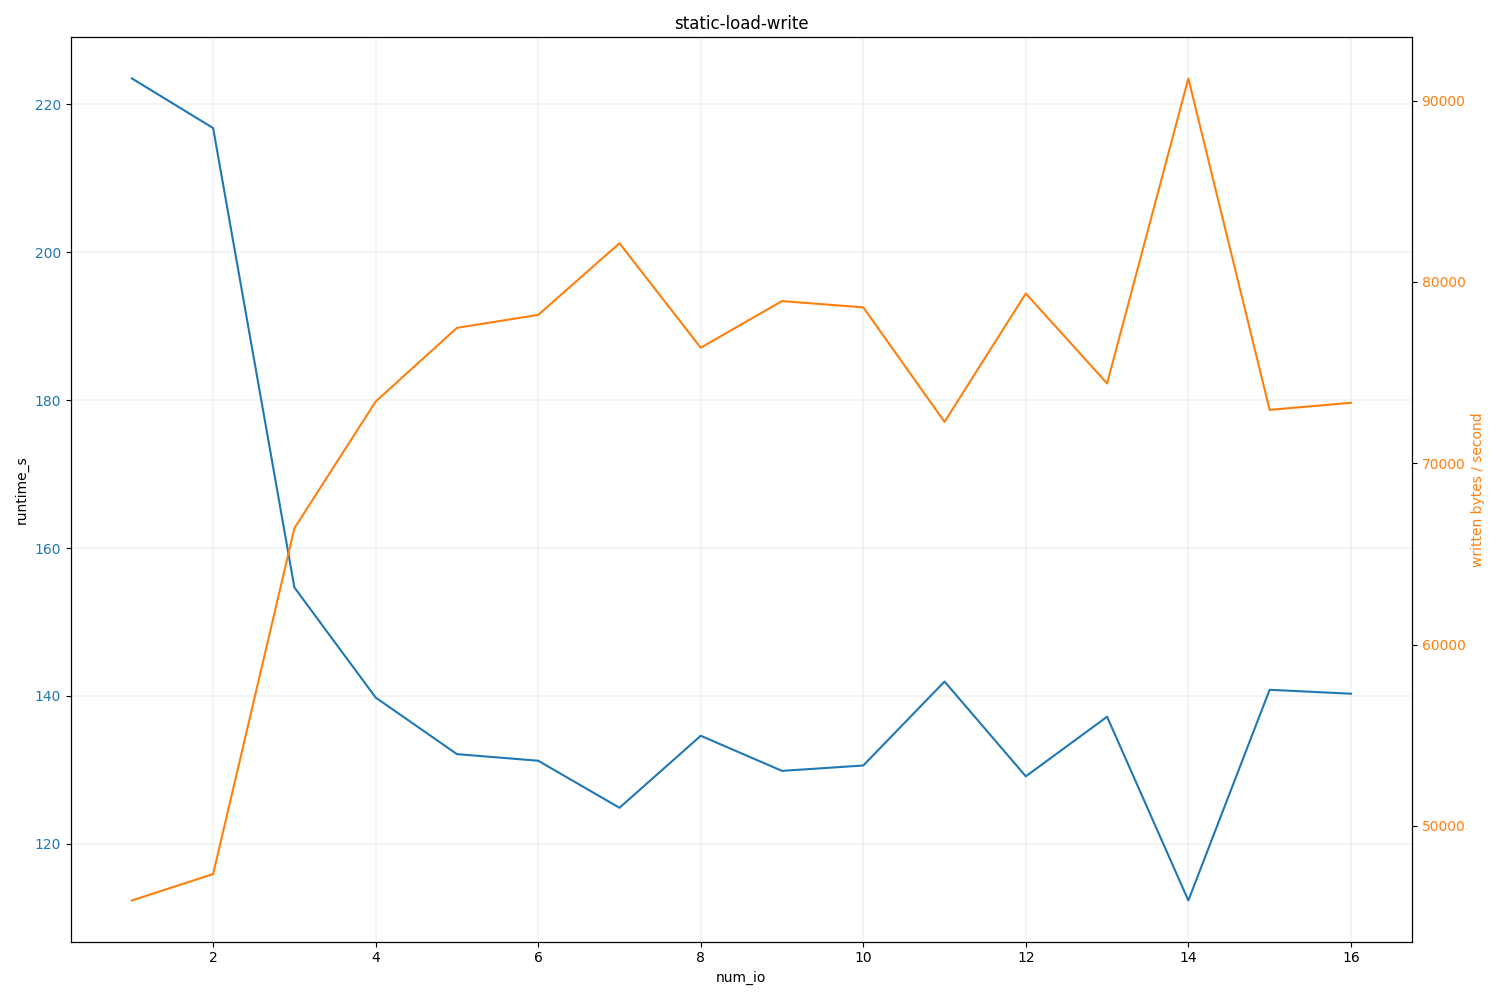 static-load-write
220
200
180
160
140
120
runtime_s
90000
80000
70000
60000
50000
written bytes / second
2 4 6 8 10 12 14 16
num_io